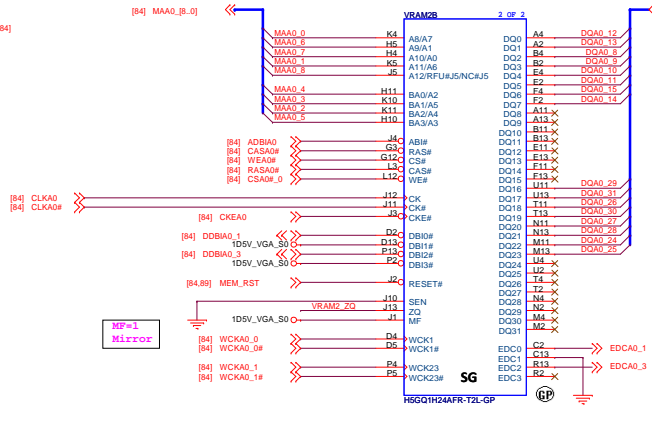 [84] MAA0_[8..0]
84]
VRAM2B 2 OF 2
MAA0_0 K4 A8/A7 DQ0 A4 DQA0_12
MAA0_6 H5 A9/A1 DQ1 A2 DQA0_13
MAA0_7 H4 A10/A0 DQ2 B4 DQA0_8
MAA0_1 K5 A11/A6 DQ3 B2 DQA0_9
MAA0_8 J5 A12/RFU#J5/NC#J5 DQ4 E4 DQA0_10
DQ5 E2 DQA0_11
MAA0_4 H11 BA0/A2 DQ6 F4 DQA0_15
MAA0_3 K10 BA1/A5 DQ7 F2 DQA0_14
MAA0_2 K11 BA2/A4 DQ8 A11
MAA0_5 H10 BA3/A3 DQ9 A13
DQ10 B11
[84] ADBIA0 J4 ABI# DQ11 B13
[84] CASA0# G3 RAS# DQ12 E11
[84] WEA0# G12 CS# DQ13 E13
[84] RASA0# L3 CAS# DQ14 F11
[84] CSA0#_0 L12 WE# DQ15 F13
DQ16 U11 DQA0_29
[84] CLKA0 J12 CK DQ17 U13 DQA0_31
[84] CLKA0# J11 CK# DQ18 T11 DQA0_26
[84] CKEA0 J3 CKE# DQ19 T13 DQA0_30
DQ20 N11 DQA0_27
[84] DDBIA0_1 D2 DBI0# DQ21 N13 DQA0_28
1D5V_VGA_S0 D13 DBI1# DQ22 M11 DQA0_24
[84] DDBIA0_3 P13 DBI2# DQ23 M13 DQA0_25
1D5V_VGA_S0 P2 DBI3# DQ24 U4
DQ25 U2
[84,89] MEM_RST J2 RESET# DQ26 T4
DQ27 T2
J10 SEN DQ28 N4
VRAM2_ZQ J13 ZQ DQ29 N2
1D5V_VGA_S0 J1 MF DQ30 M4
DQ31 M2
MF=1
Mirror
[84] WCKA0_0 D4 WCK1 EDC0 C2 EDCA0_1
[84] WCKA0_0# D5 WCK1# EDC1 C13
[84] WCKA0_1 P4 WCK23 EDC2 R13 EDCA0_3
[84] WCKA0_1# P5 WCK23# EDC3 R2
SG
GP
H5GQ1H24AFR-T2L-GP